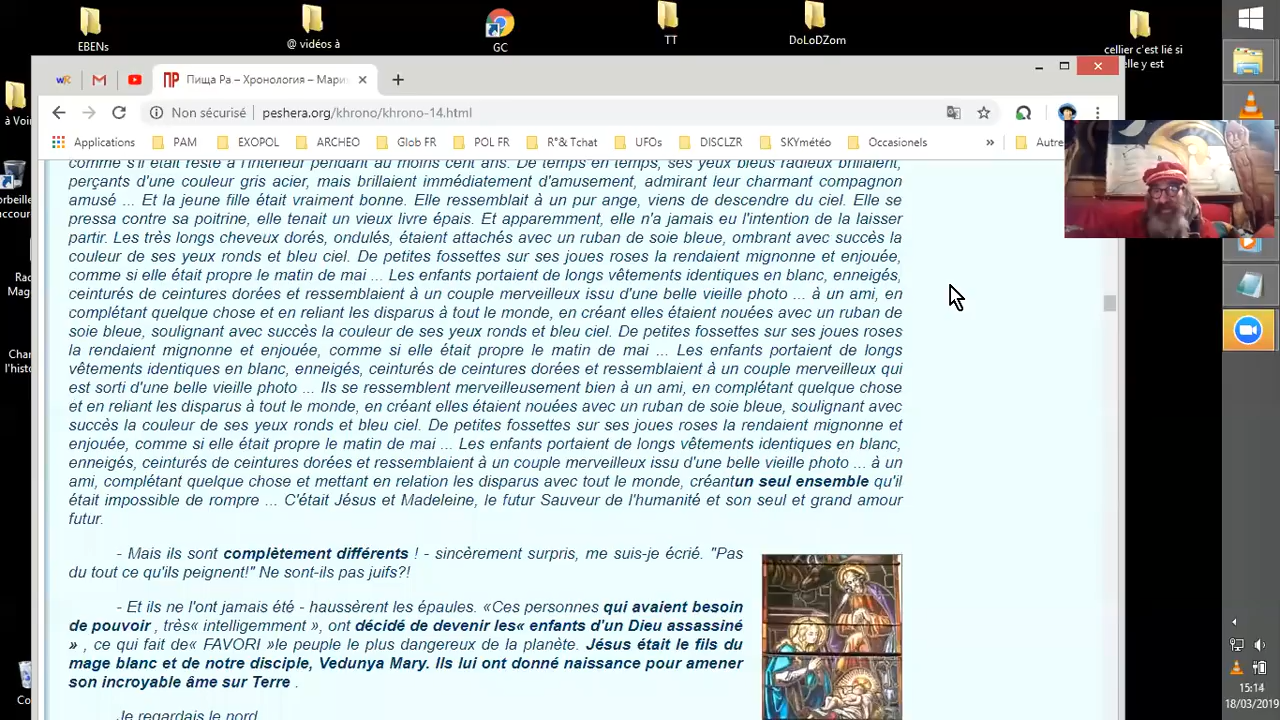 EBENs
@ vidéos à
GC
TT
DoLoDZom
cellier c'est lié si
elle y est
à Voir
Пища Ра – Хронология – Мари
Non sécurisé
peshera.org/khrono/khrono-14.html
Applications
PAM
EXOPOL
ARCHEO
Glob FR
POL FR
R°& Tchat
UFOs
DISCLZR
SKYmétéo
Occasionels
»
Autre
comme s'il était resté à l'intérieur pendant au moins cent ans. De temps en temps, ses yeux bleus radieux brillaient,
perçants d'une couleur gris acier, mais brillaient immédiatement d'amusement, admirant leur charmant compagnon
amusé ... Et la jeune fille était vraiment bonne. Elle ressemblait à un pur ange, viens de descendre du ciel. Elle se
pressa contre sa poitrine, elle tenait un vieux livre épais. Et apparemment, elle n'a jamais eu l'intention de la laisser
partir. Les très longs cheveux dorés, ondulés, étaient attachés avec un ruban de soie bleue, ombrant avec succès la
couleur de ses yeux ronds et bleu ciel. De petites fossettes sur ses joues roses la rendaient mignonne et enjouée,
comme si elle était propre le matin de mai ... Les enfants portaient de longs vêtements identiques en blanc, enneigés,
ceinturés de ceintures dorées et ressemblaient à un couple merveilleux issu d'une belle vieille photo ... à un ami, en
complétant quelque chose et en reliant les disparus à tout le monde, en créant elles étaient nouées avec un ruban de
soie bleue, soulignant avec succès la couleur de ses yeux ronds et bleu ciel. De petites fossettes sur ses joues roses
la rendaient mignonne et enjouée, comme si elle était propre le matin de mai ... Les enfants portaient de longs
vêtements identiques en blanc, enneigés, ceinturés de ceintures dorées et ressemblaient à un couple merveilleux qui
est sorti d'une belle vieille photo ... Ils se ressemblent merveilleusement bien à un ami, en complétant quelque chose
et en reliant les disparus à tout le monde, en créant elles étaient nouées avec un ruban de soie bleue, soulignant avec
succès la couleur de ses yeux ronds et bleu ciel. De petites fossettes sur ses joues roses la rendaient mignonne et
enjouée, comme si elle était propre le matin de mai ... Les enfants portaient de longs vêtements identiques en blanc,
enneigés, ceinturés de ceintures dorées et ressemblaient à un couple merveilleux issu d'une belle vieille photo ... à un
ami, complétant quelque chose et mettant en relation les disparus avec tout le monde, créantun seul ensemble qu'il
était impossible de rompre ... C'était Jésus et Madeleine, le futur Sauveur de l'humanité et son seul et grand amour
futur.
- Mais ils sont complètement différents ! - sincèrement surpris, me suis-je écrié. "Pas
du tout ce qu'ils peignent!" Ne sont-ils pas juifs?!
- Et ils ne l'ont jamais été - haussèrent les épaules. «Ces personnes qui avaient besoin
de pouvoir , très« intelligemment », ont décidé de devenir les« enfants d'un Dieu assassiné
» , ce qui fait de« FAVORI »le peuple le plus dangereux de la planète. Jésus était le fils du
mage blanc et de notre disciple, Vedunya Mary. Ils lui ont donné naissance pour amener
son incroyable âme sur Terre .
Je regardais le nord
15:14
18/03/2019